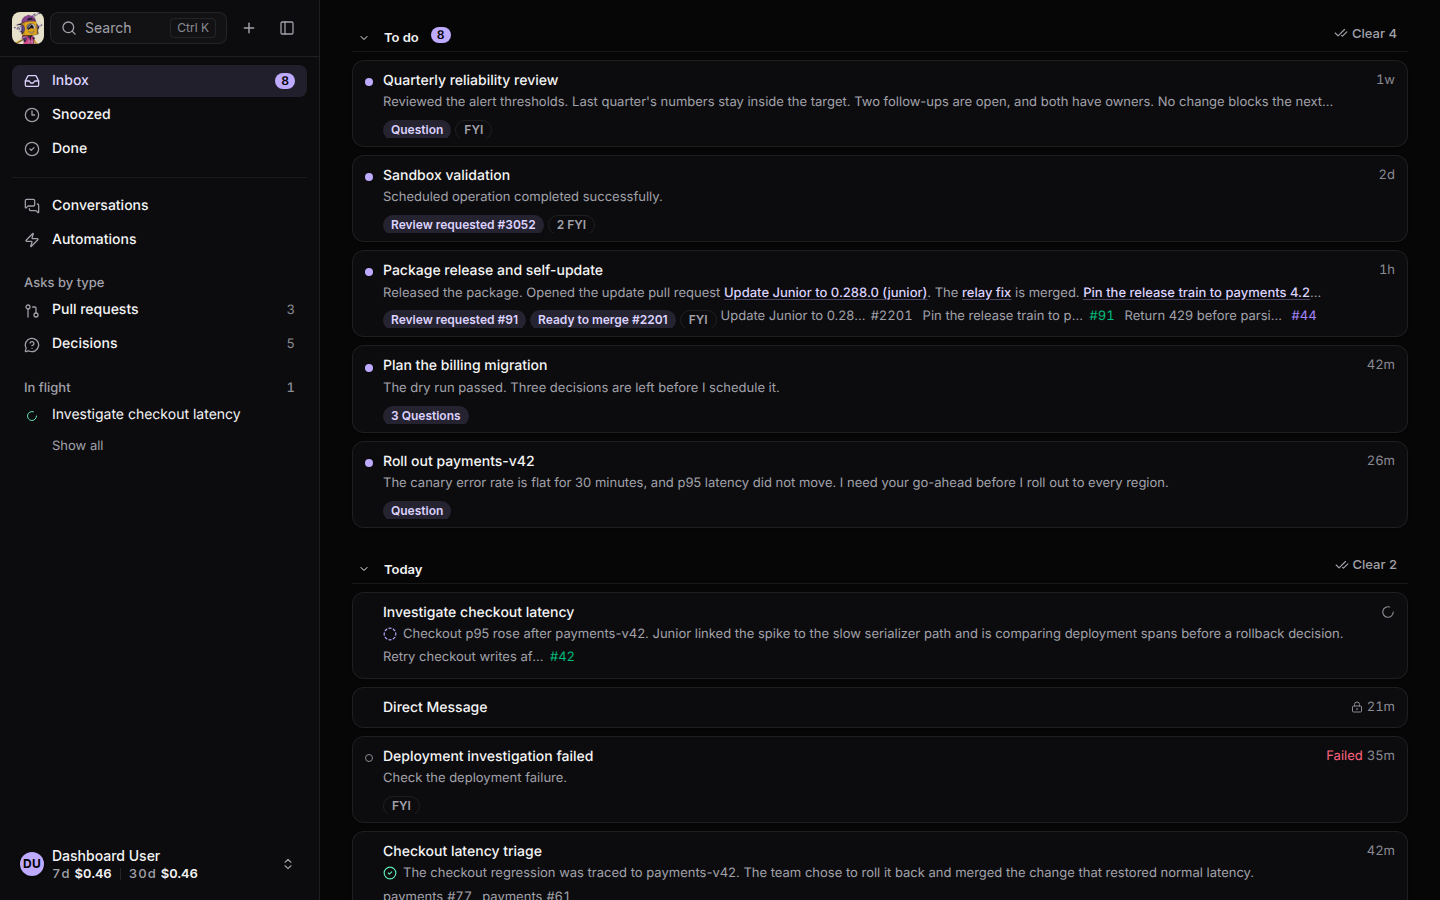 Search
Ctrl K
Inbox
8
Snoozed
Done
Conversations
Automations
Asks by type
Pull requests
3
Decisions
5
In flight
1
Investigate checkout latency
Show all
DU
Dashboard User
7d $0.46 | 30d $0.46
To do 8
Clear 4
Quarterly reliability review
1w
Reviewed the alert thresholds. Last quarter's numbers stay inside the target. Two follow-ups are open, and both have owners. No change blocks the next...
Question FYI
Sandbox validation
2d
Scheduled operation completed successfully.
Review requested #3052 2 FYI
Package release and self-update
1h
Released the package. Opened the update pull request Update Junior to 0.288.0 (junior). The relay fix is merged. Pin the release train to payments 4.2...
Review requested #91 Ready to merge #2201 FYI Update Junior to 0.28... #2201 Pin the release train to p... #91 Return 429 before parsi... #44
Plan the billing migration
42m
The dry run passed. Three decisions are left before I schedule it.
3 Questions
Roll out payments-v42
26m
The canary error rate is flat for 30 minutes, and p95 latency did not move. I need your go-ahead before I roll out to every region.
Question
Today
Clear 2
Investigate checkout latency
Checkout p95 rose after payments-v42. Junior linked the spike to the slow serializer path and is comparing deployment spans before a rollback decision.
Retry checkout writes af... #42
Direct Message
21m
Deployment investigation failed
Failed 35m
Check the deployment failure.
FYI
Checkout latency triage
42m
The checkout regression was traced to payments-v42. The team chose to roll it back and merged the change that restored normal latency.
payments #77 payments #61